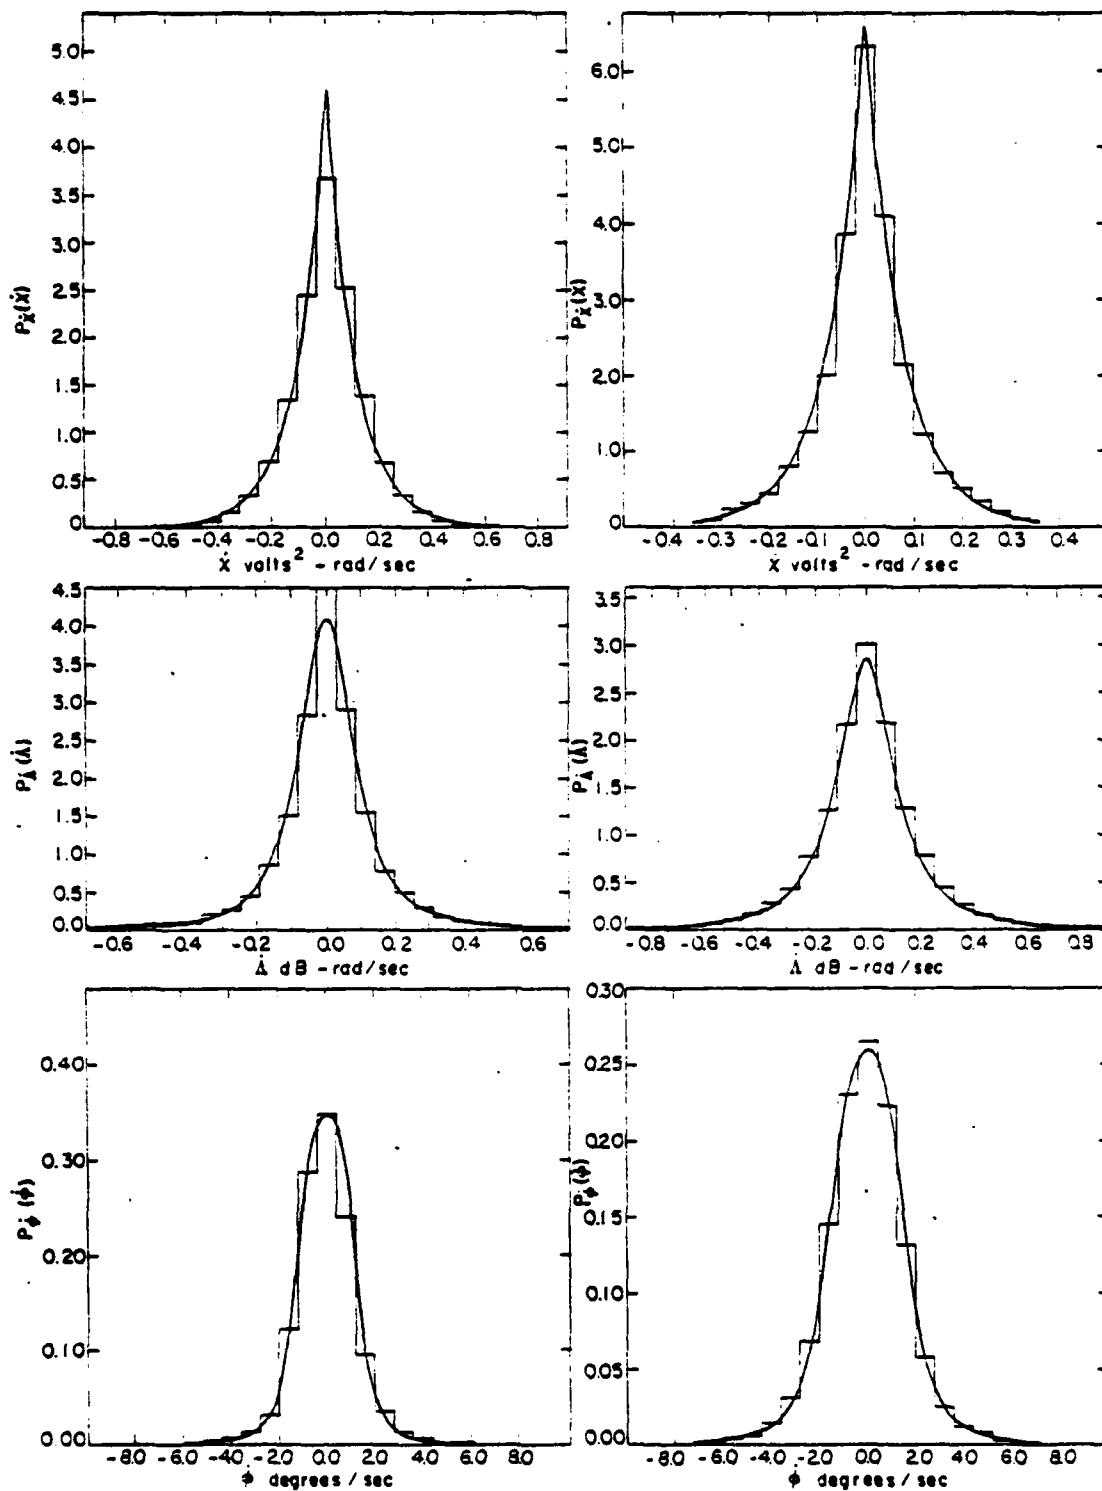 5.0
4.5
4.0
3.5
3.0
2.5
2.0
1.5
1.0
0.5
0
PẊ(Ẋ)
-0.8 -0.6 -0.4 -0.2 0.0 0.2 0.4 0.6 0.8
Ẋ volts² - rad/sec
6.0
5.0
4.0
3.0
2.0
1.0
0
PẊ(Ẋ)
-0.4 -0.3 -0.2 -0.1 0.0 0.1 0.2 0.3 0.4
Ẋ volts² - rad/sec
4.5
4.0
3.5
3.0
2.5
2.0
1.5
1.0
0.5
0.0
PȦ(Ȧ)
-0.6 -0.4 -0.2 0.0 0.2 0.4 0.6
Ȧ dB - rad/sec
3.5
3.0
2.5
2.0
1.5
1.0
0.5
0.0
PȦ(Ȧ)
-0.8 -0.6 -0.4 -0.2 0.0 0.2 0.4 0.6 0.8
Ȧ dB - rad/sec
0.40
0.30
0.20
0.10
0.00
Pφ̇(φ̇)
-8.0 -6.0 -4.0 -2.0 0.0 2.0 4.0 6.0 8.0
φ̇ degrees/sec
0.30
0.25
0.20
0.15
0.10
0.05
0.00
Pφ̇(φ̇)
-8.0 -6.0 -4.0 -2.0 0.0 2.0 4.0 6.0 8.0
φ̇ degrees/sec